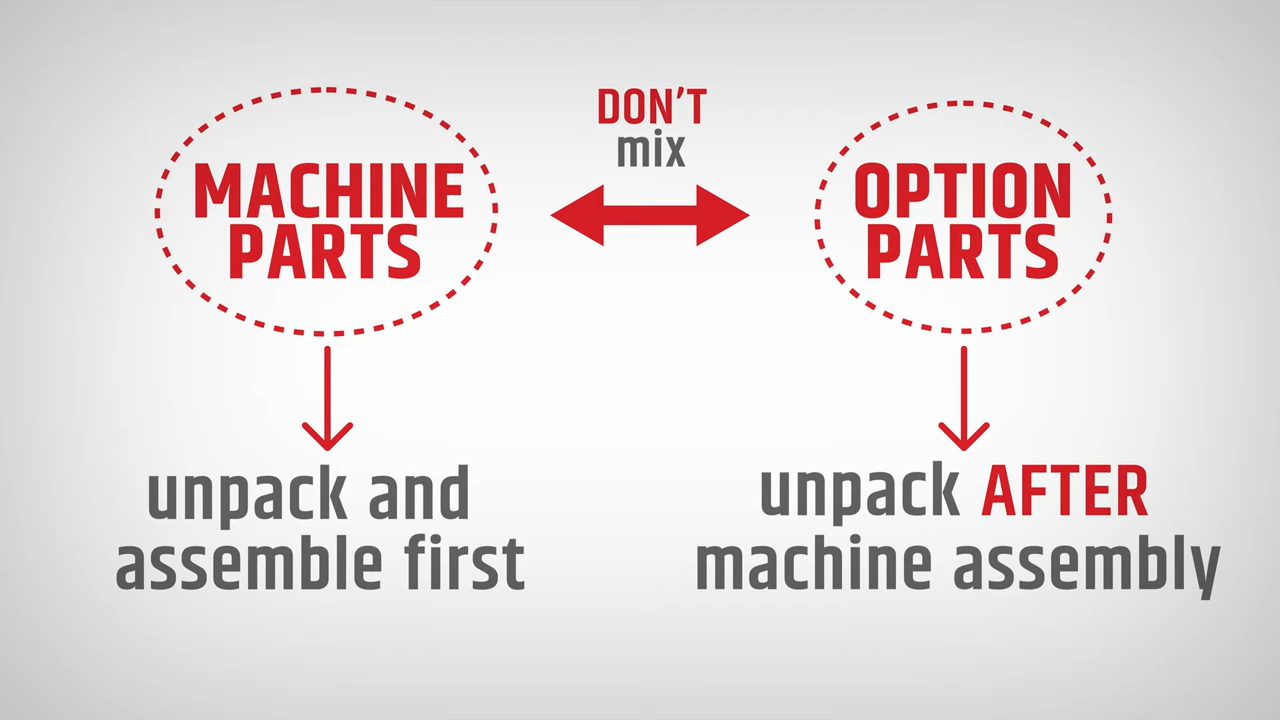 MACHINE
PARTS
DON'T
mix
OPTION
PARTS
unpack and
assemble first
unpack AFTER
machine assembly